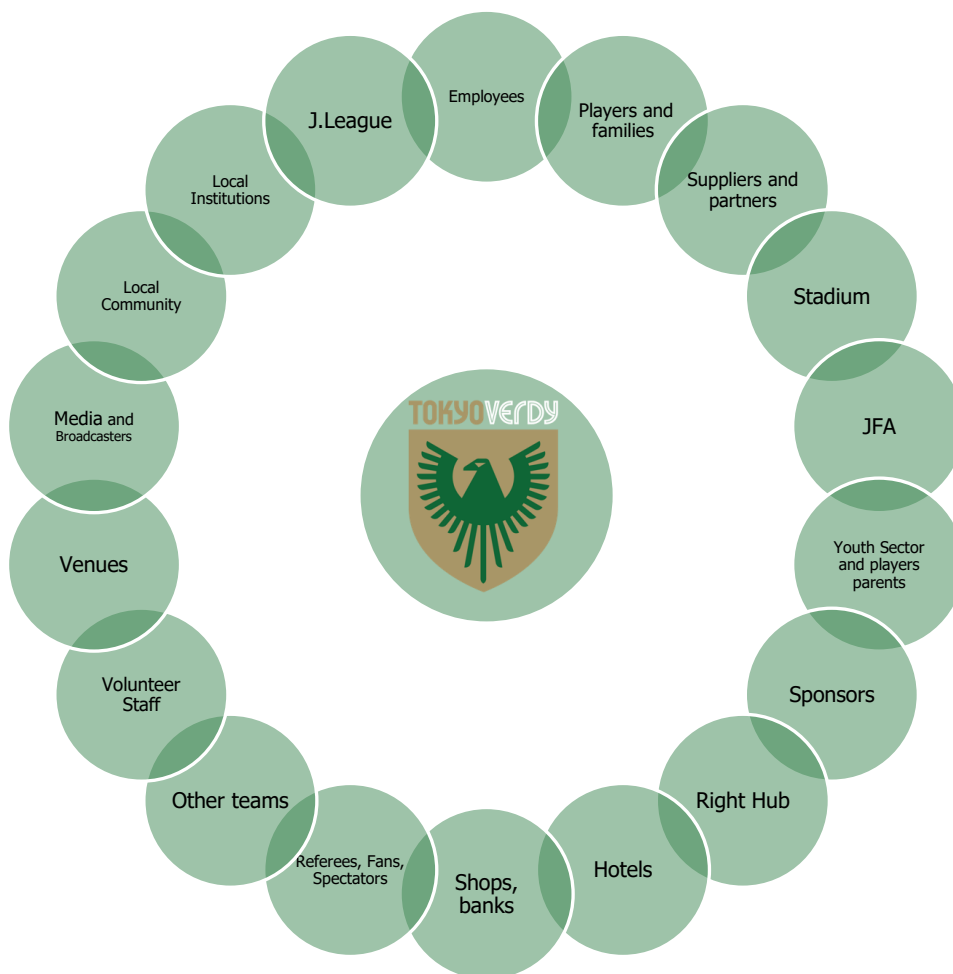 Employees
Players and
families
Suppliers and
partners
Stadium
JFA
Youth Sector
and players
parents
Sponsors
Right Hub
Hotels
Shops,
banks
Referees, Fans,
Spectators
Other teams
Volunteer
Staff
Venues
Media and
Broadcasters
Local
Community
Local
Institutions
J.League
TOKYO VERDY